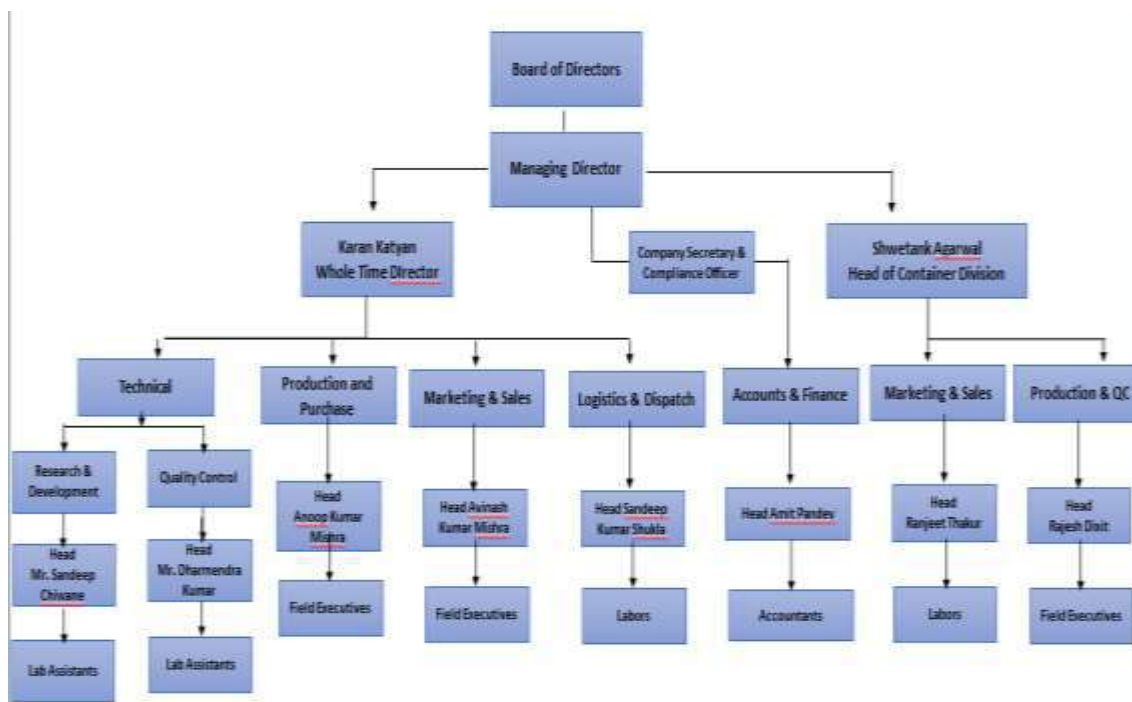 Board of Directors
Managing Director
Karan Katyan
Whole Time Director
Company Secretary &
Compliance Officer
Shwetank Agarwal
Head of Container Division
Technical
Production and
Purchase
Marketing & Sales
Logistics & Dispatch
Accounts & Finance
Marketing & Sales
Production & QC
Research &
Development
Quality Control
Head
Anoop Kumar
Mishra
Head Avinash
Kumar Mishra
Head Sandeep
Kumar Shukla
Head Amit Pandey
Head
Ranjeet Thakur
Head
Rajesh Dixit
Head
Mr. Sandeep
Chiwane
Head
Mr. Dharmendra
Kumar
Field Executives
Field Executives
Labors
Accountants
Labors
Field Executives
Lab Assistants
Lab Assistants